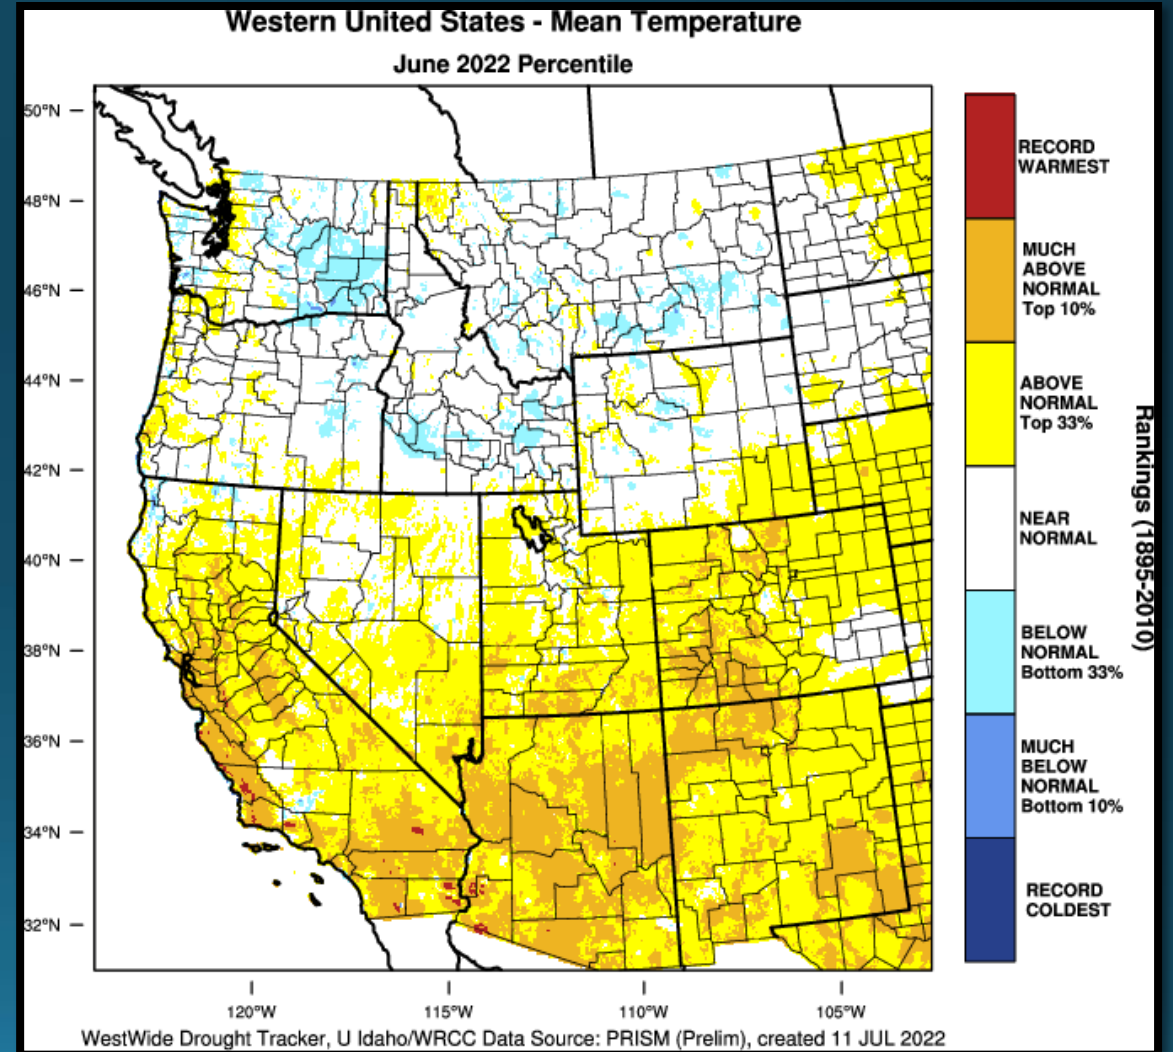 Western United States - Mean Temperature
June 2022 Percentile
50°N
48°N
46°N
44°N
42°N
40°N
38°N
36°N
34°N
32°N
120°W
115°W
110°W
105°W
RECORD
WARMEST
MUCH
ABOVE
NORMAL
Top 10%
ABOVE
NORMAL
Top 33%
NEAR
NORMAL
BELOW
NORMAL
Bottom 33%
MUCH
BELOW
NORMAL
Bottom 10%
RECORD
COLDEST
Rankings (1895-2010)
WestWide Drought Tracker, U Idaho/WRCC Data Source: PRISM (Prelim), created 11 JUL 2022